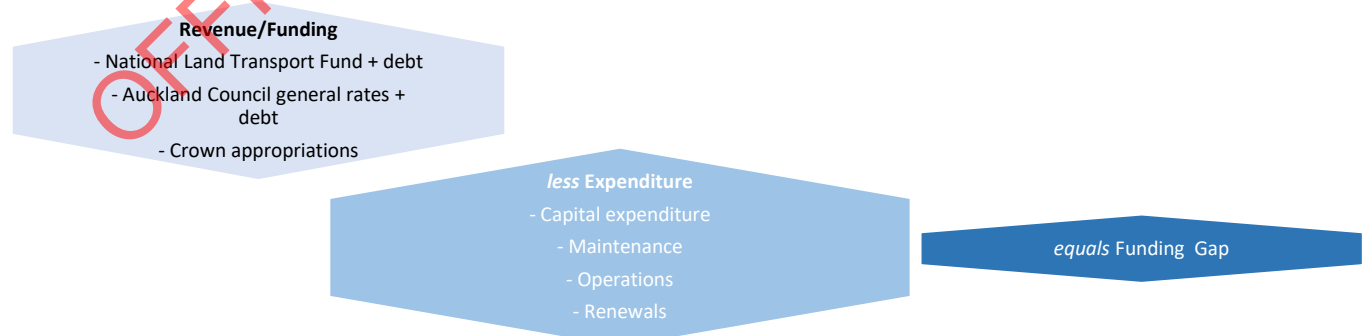 Revenue/Funding
- National Land Transport Fund + debt
- Auckland Council general rates +
debt
- Crown appropriations
less Expenditure
- Capital expenditure
- Maintenance
- Operations
- Renewals
equals Funding Gap